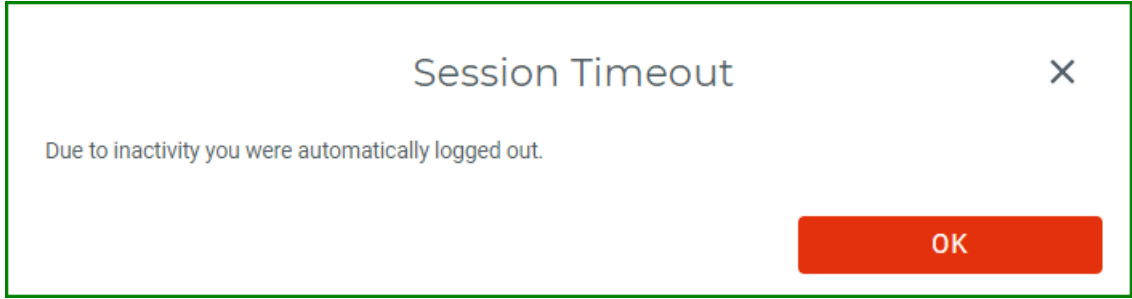 Session Timeout
Due to inactivity you were automatically logged out.
OK